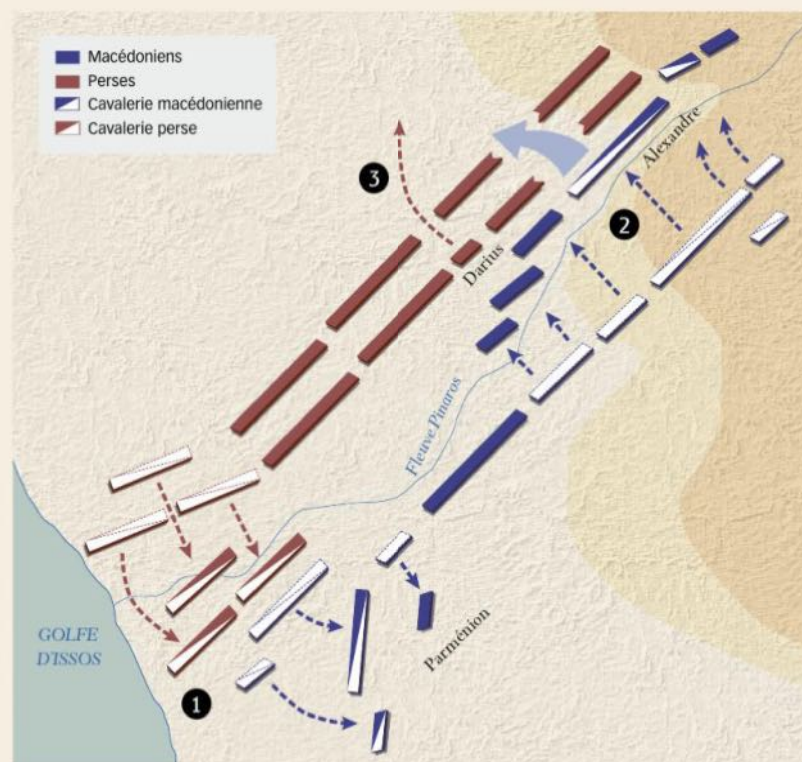 Macédoniens
Perses
Cavalerie macédonienne
Cavalerie perse
Alexandre
3
2
Darius
Fleuve Pinaros
GOLFE
D'ISSOS
Parménion
1